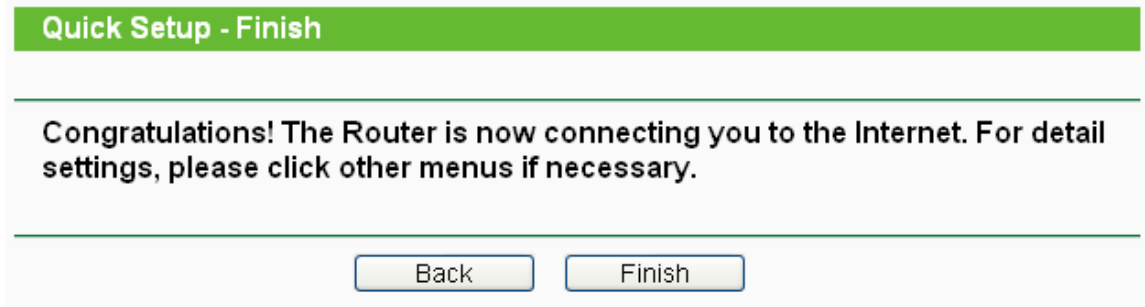 Quick Setup - Finish
Congratulations! The Router is now connecting you to the Internet. For detail
settings, please click other menus if necessary.
Back Finish